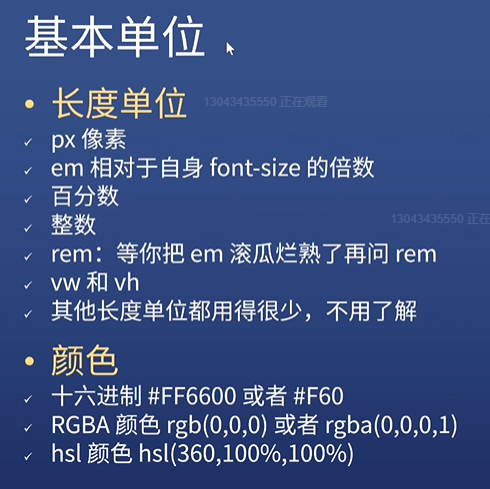 基本单位
• 长度单位
13043435550 正在观看
✓ px 像素
✓ em 相对于自身 font-size 的倍数
✓ 百分数
✓ 整数
13043435550 正在
✓ rem：等你把 em 滚瓜烂熟了再问 rem
✓ vw 和 vh
✓ 其他长度单位都用得很少，不用了解
• 颜色
✓ 十六进制 #FF6600 或者 #F60
✓ RGBA 颜色 rgb(0,0,0) 或者 rgba(0,0,0,1)
✓ hsl 颜色 hsl(360,100%,100%)